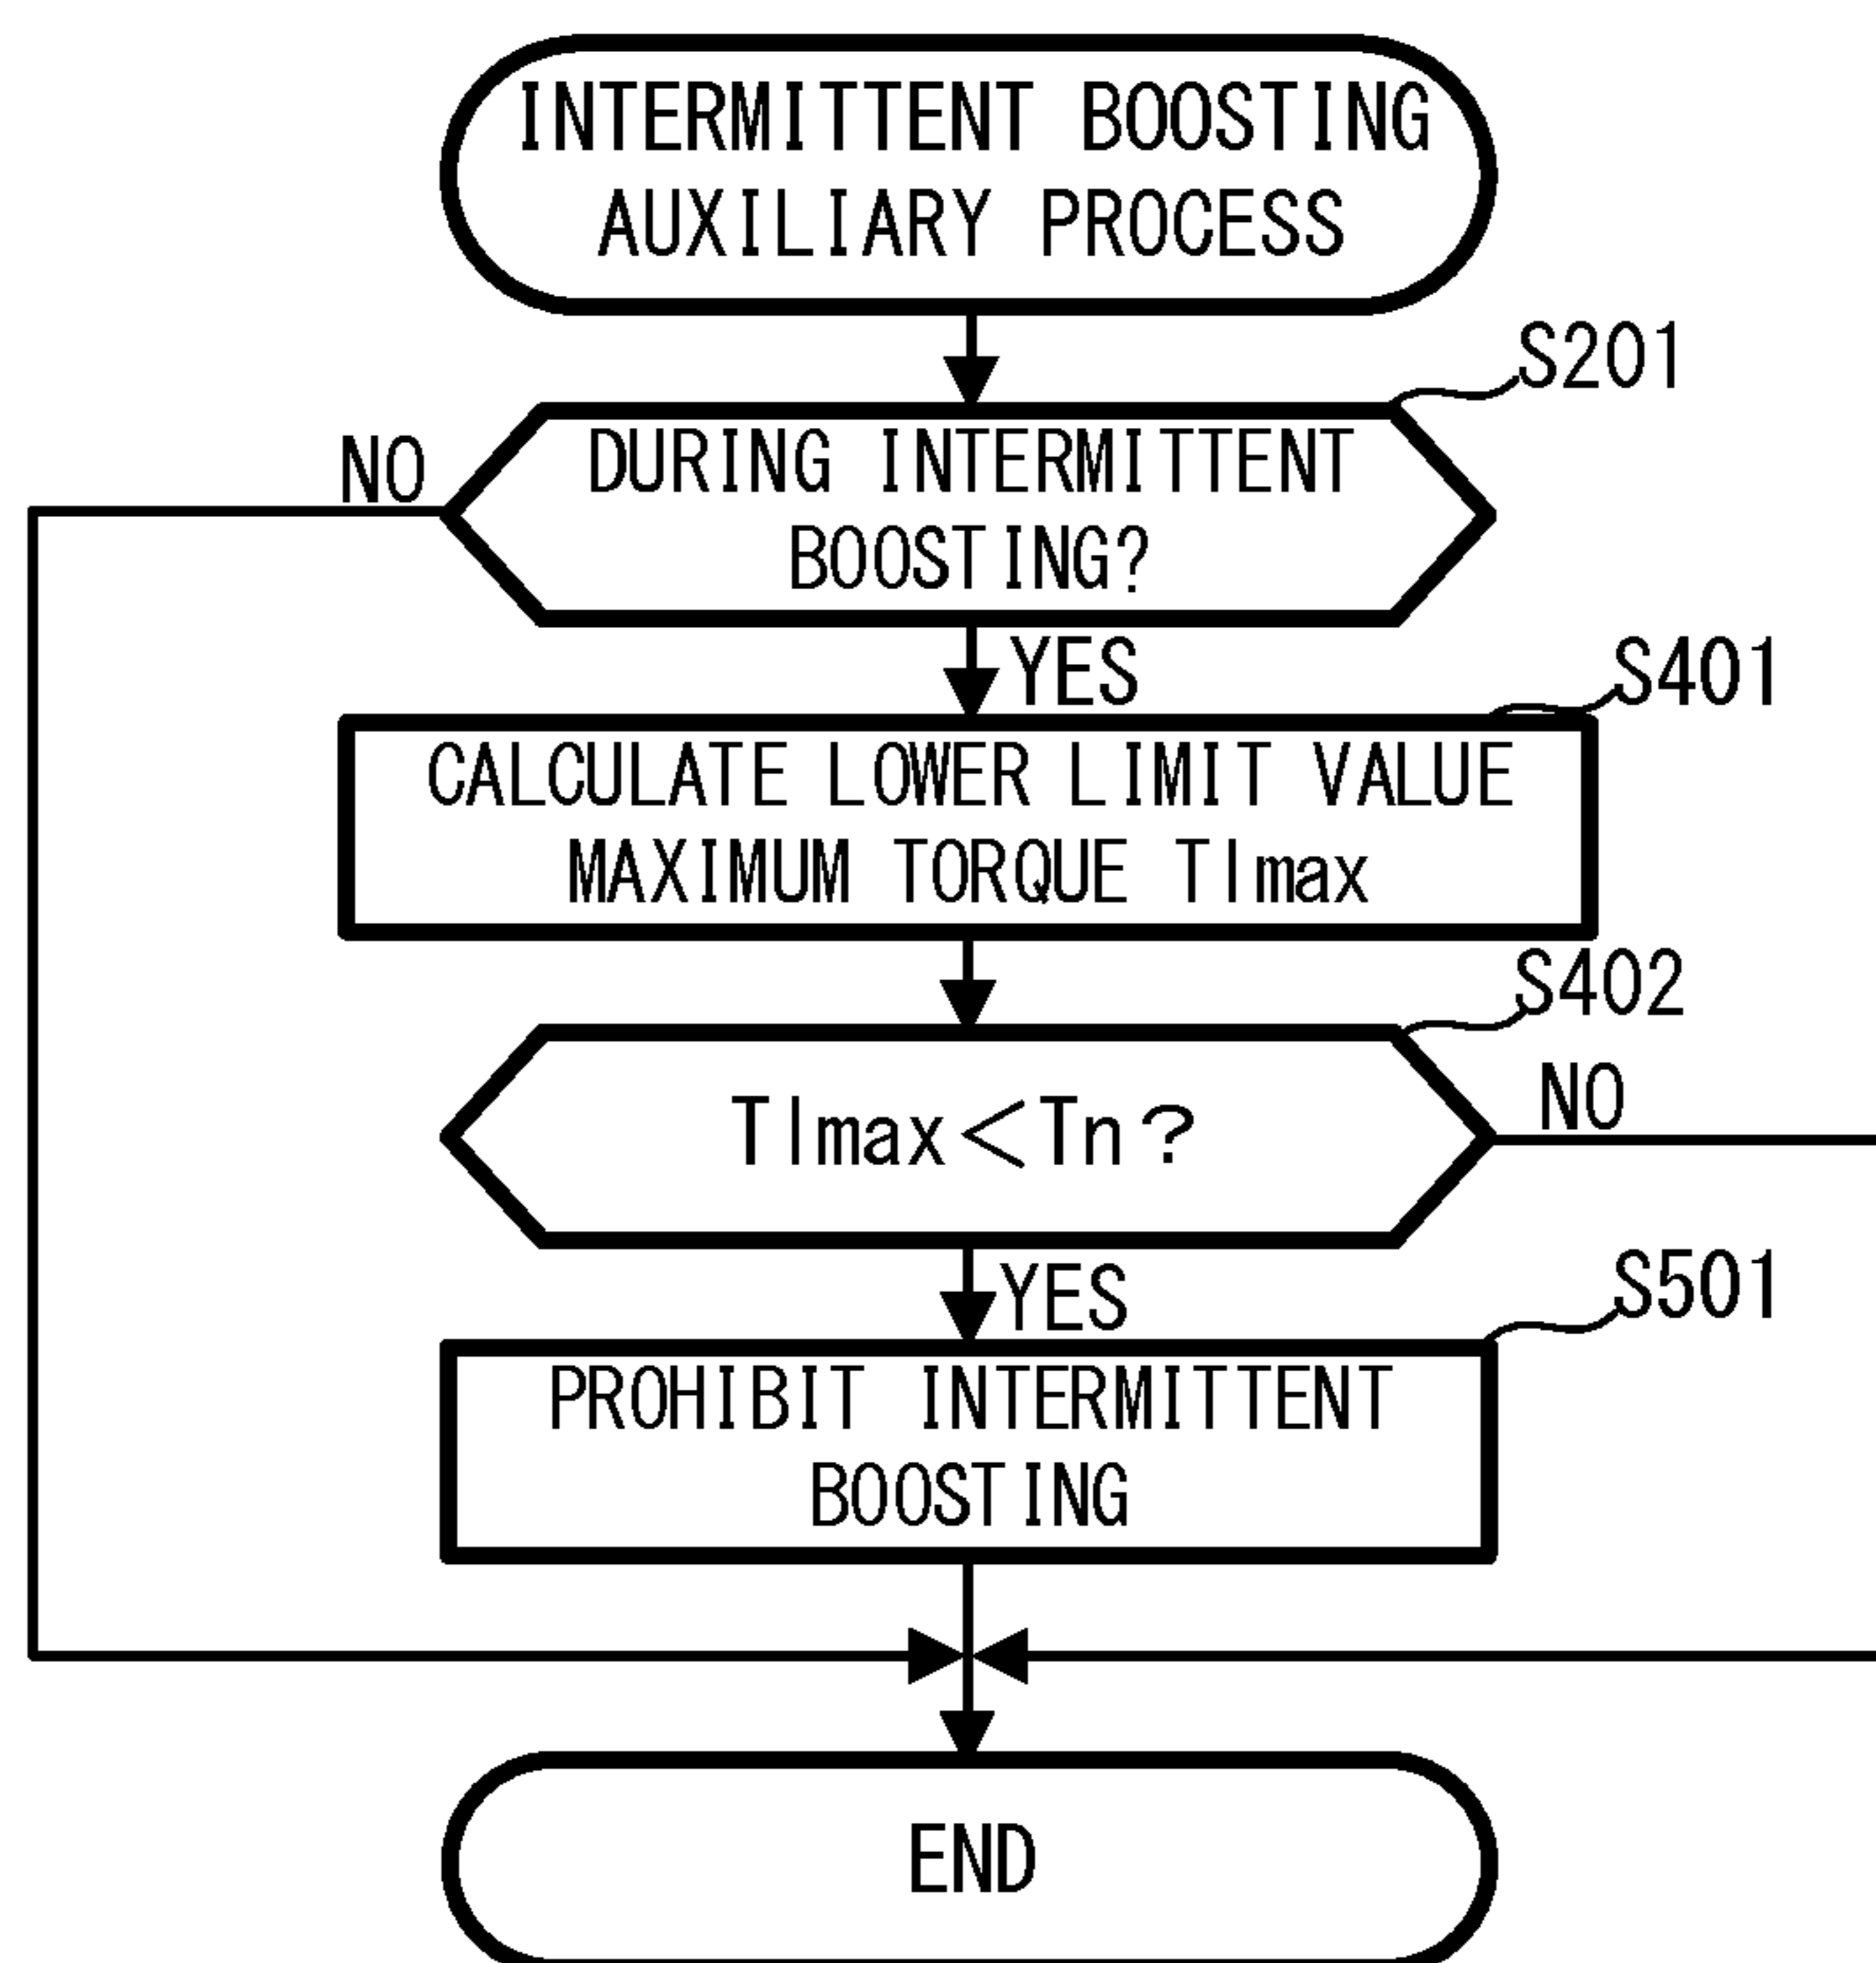 INTERMITTENT BOOSTING
AUXILIARY PROCESS
S201
NO
DURING INTERMITTENT
BOOSTING?
YES
S401
CALCULATE LOWER LIMIT VALUE
MAXIMUM TORQUE Tlmax
S402
NO
Tlmax<Tn?
YES
S501
PROHIBIT INTERMITTENT
BOOSTING
END